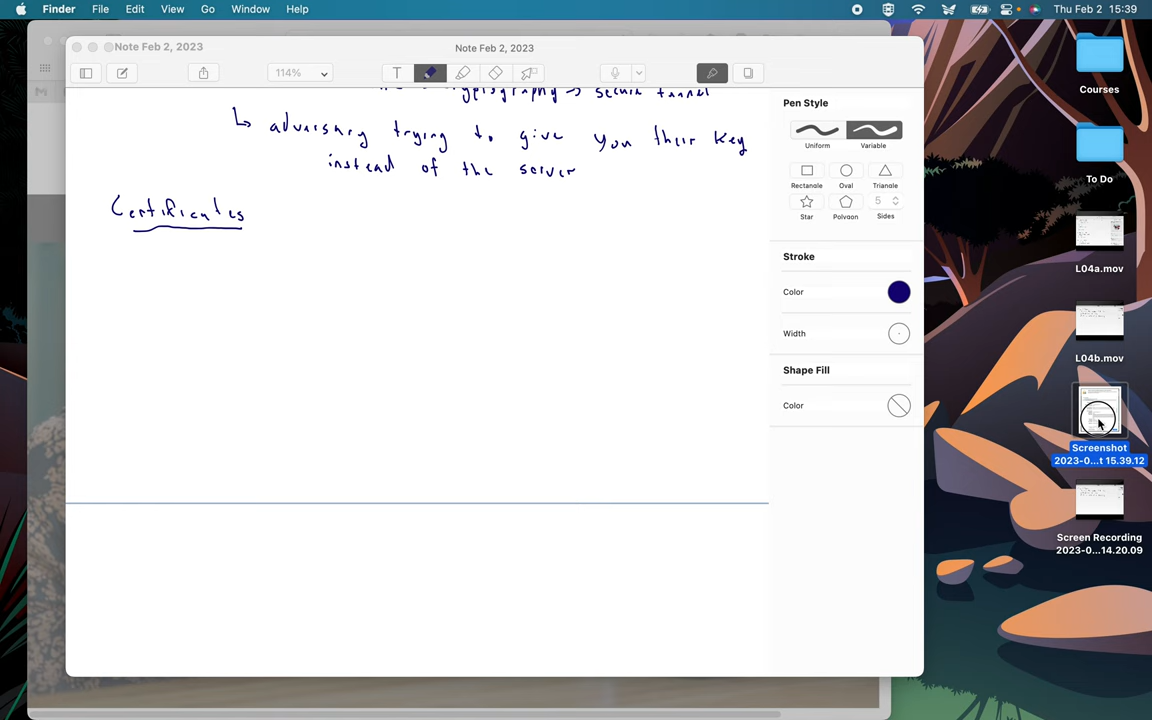 Finder File Edit View Go Window Help
Thu Feb 2 15:39
Note Feb 2, 2023
Note Feb 2, 2023
114%
T
cryptography → secure tunnel
↳ adversary trying to give you their key
instead of the server
Certificates
Pen Style
Uniform Variable
Rectangle Oval Triangle
5
Star Polygon Sides
Stroke
Color
Width
Shape Fill
Color
Courses
To Do
L04a.mov
L04b.mov
Screenshot
2023-0...t 15.39.12
Screen Recording
2023-0...14.20.09